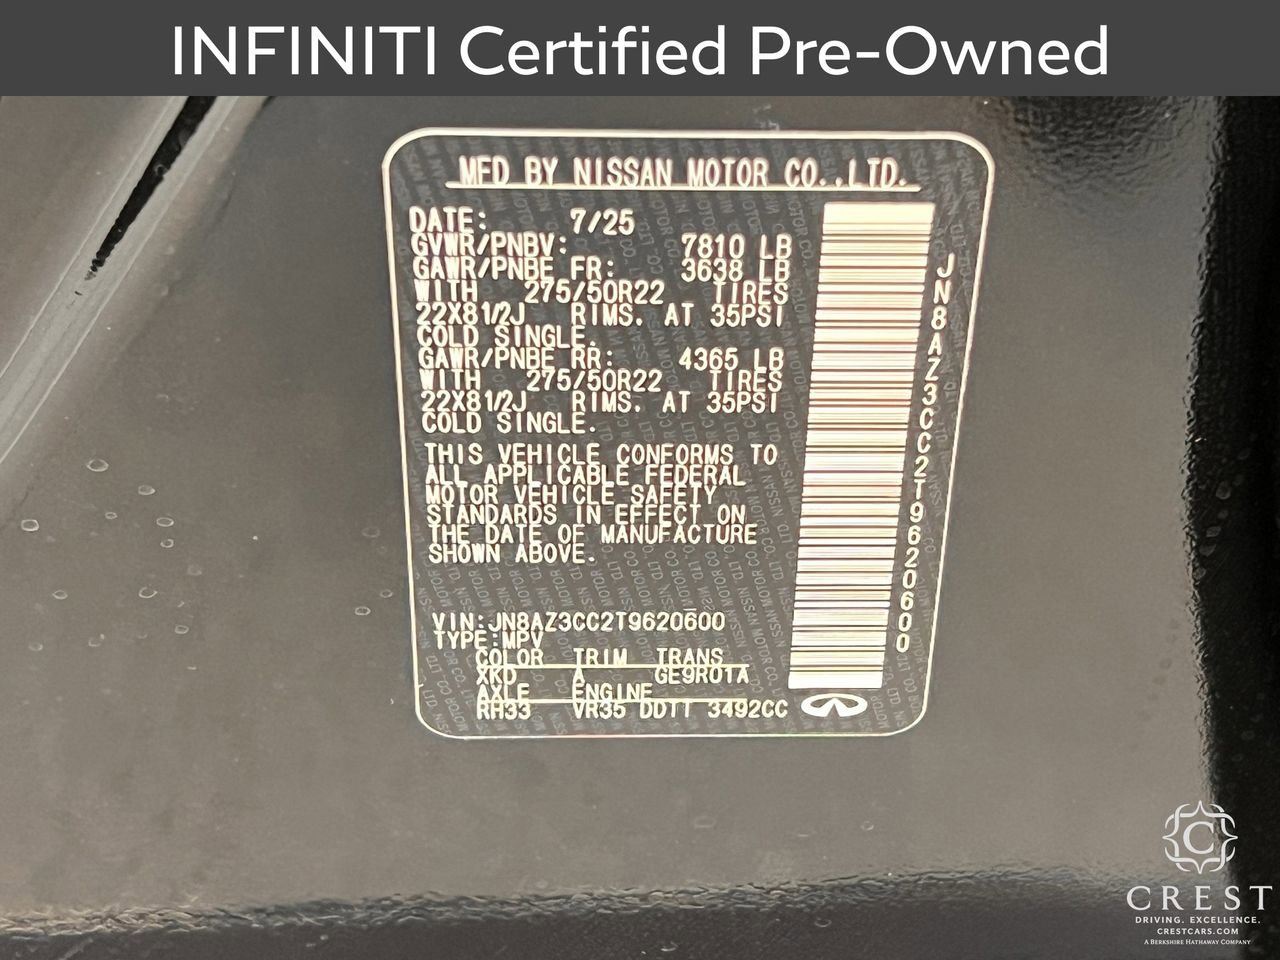 INFINITI Certified Pre-Owned
MFD BY NISSAN MOTOR CO.,LTD.
DATE: 7/25
GVWR/PNBV: 7810 LB
GAWR/PNBE FR: 3638 LB
WITH 275/50R22 TIRES
22X81/2J RIMS. AT 35PSI
COLD SINGLE.
GAWR/PNBE RR: 4365 LB
WITH 275/50R22 TIRES
22X81/2J RIMS. AT 35PSI
COLD SINGLE.
THIS VEHICLE CONFORMS TO
ALL APPLICABLE FEDERAL
MOTOR VEHICLE SAFETY
STANDARDS IN EFFECT ON
THE DATE OF MANUFACTURE
SHOWN ABOVE.
VIN:JN8AZ3CC2T9620600
TYPE:MPV
COLOR TRIM TRANS
XKD A GE9R01A
AXLE ENGINE
RH33 VR35 DDTT 3492CC
JN8AZ3CC2T9620600
C
CREST
DRIVING. EXCELLENCE.
CRESTCARS.COM
A BERKSHIRE HATHAWAY COMPANY